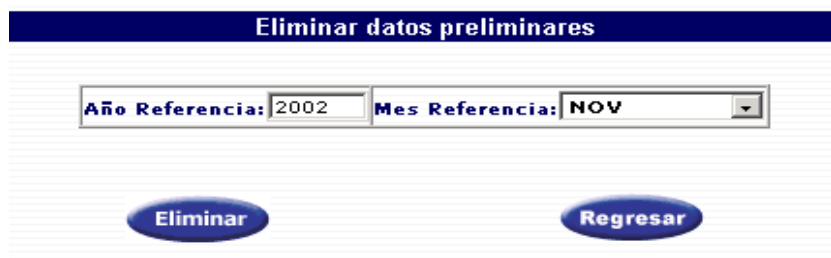 Eliminar datos preliminares
Año Referencia: 2002 Mes Referencia: NOV
Eliminar Regresar